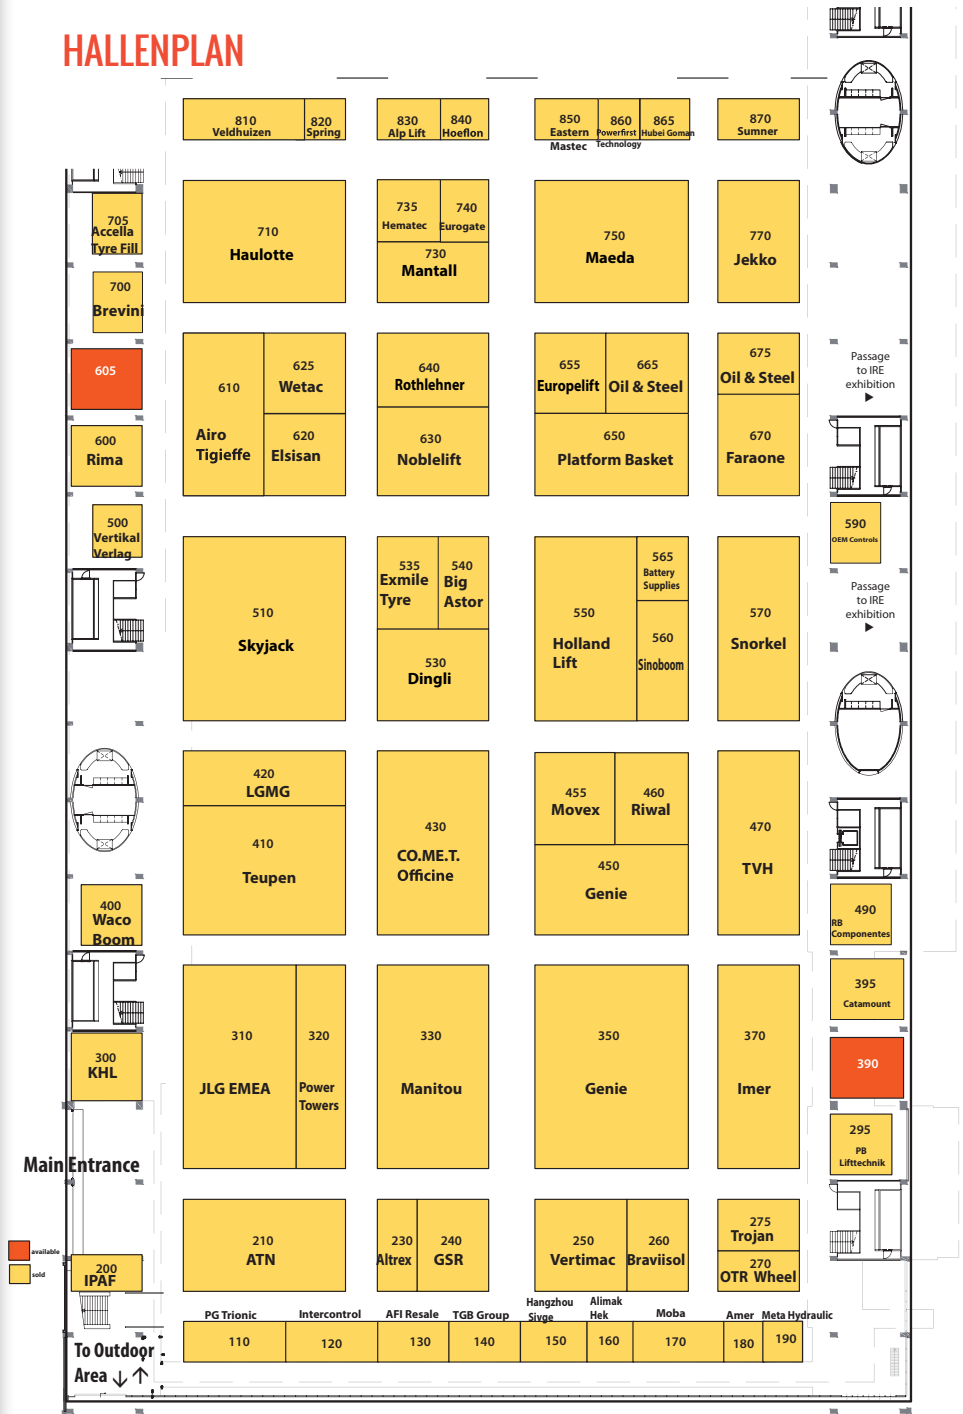 HALLENPLAN
810
Veldhuizen
820
Spring
830
Alp Lift
840
Hoeflon
850
Eastern
Mastec
860
Powerfirst
Technology
865
Hubei Goman
870
Sumner
705
Accella
Tyre Fill
710
Haulotte
735
Hematec
740
Eurogate
730
Mantall
750
Maeda
770
Jekko
700
Brevini
605
610
Airo
Tigieffe
625
Wetac
620
Elsisan
640
Rothlehner
630
Noblelift
655
Europelift
665
Oil & Steel
650
Platform Basket
675
Oil & Steel
670
Faraone
Passage
to IRE
exhibition
600
Rima
500
Vertikal
Verlag
590
OEM Controls
510
Skyjack
535
Exmile
Tyre
540
Big
Astor
530
Dingli
550
Holland
Lift
565
Battery
Supplies
560
Sinoboom
570
Snorkel
Passage
to IRE
exhibition
420
LGMG
410
Teupen
430
CO.ME.T.
Officine
455
Movex
460
Riwal
450
Genie
470
TVH
400
Waco
Boom
490
RB
Componentes
395
Catamount
310
JLG EMEA
320
Power
Towers
330
Manitou
350
Genie
370
Imer
390
300
KHL
295
PB
Lifttechnik
Main Entrance
210
ATN
230
Altrex
240
GSR
250
Vertimac
260
Braviisol
275
Trojan
270
OTR Wheel
available
sold
200
IPAF
PG Trionic
110
Intercontrol
120
AFI Resale
130
TGB Group
140
Hangzhou
Sivge
150
Alimak
Hek
160
Moba
170
Amer
180
Meta Hydraulic
190
To Outdoor
Area